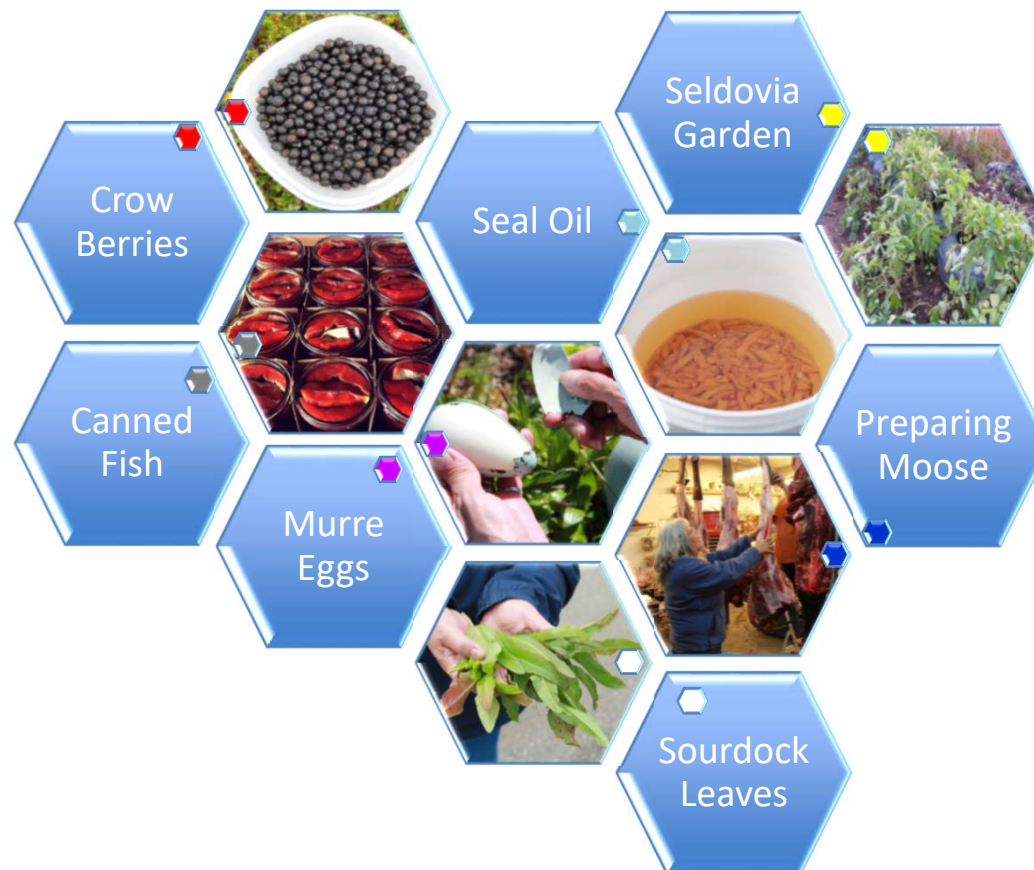 Seldovia
Garden
Crow
Berries
Seal Oil
Canned
Fish
Preparing
Moose
Murre
Eggs
Sourdock
Leaves